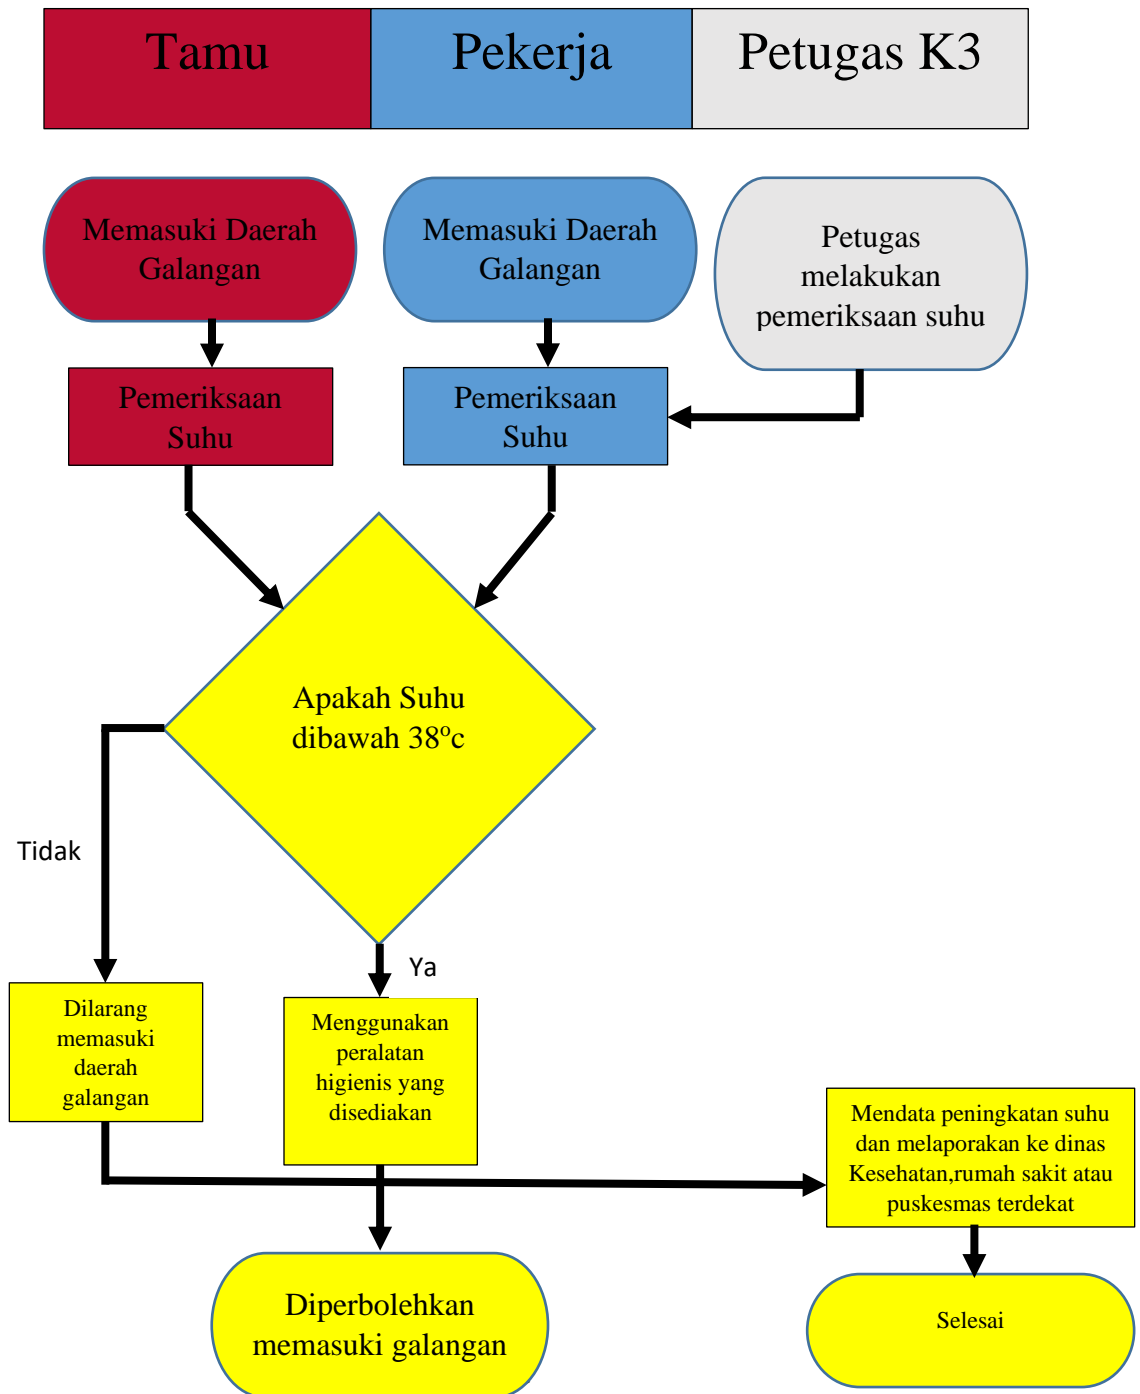 Tamu
Pekerja
Petugas K3
Memasuki Daerah
Galangan
Memasuki Daerah
Galangan
Petugas
melakukan
pemeriksaan suhu
Pemeriksaan
Suhu
Pemeriksaan
Suhu
Apakah Suhu
dibawah 38°c
Tidak
Ya
Dilarang
memasuki
daerah
galangan
Menggunakan
peralatan
higienis yang
disediakan
Mendata peningkatan suhu
dan melaporakan ke dinas
Kesehatan,rumah sakit atau
puskesmas terdekat
Diperbolehkan
memasuki galangan
Selesai